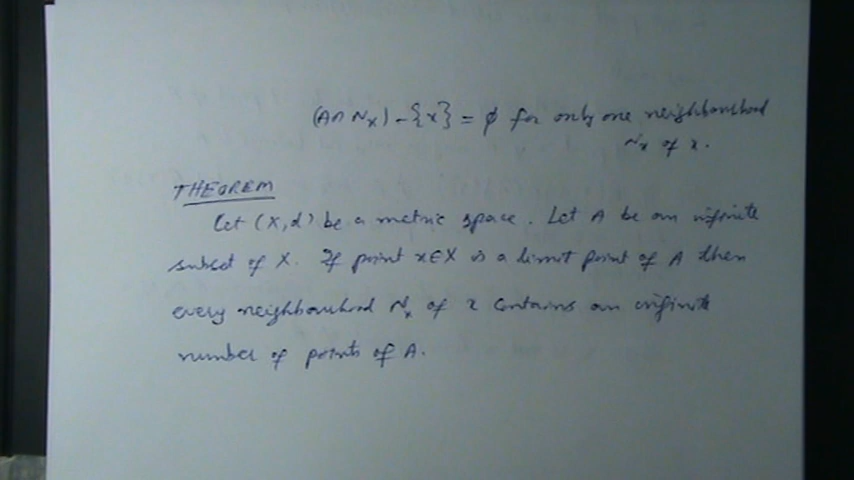 (A∩Nx) - {x} = φ for only one neighbourhood
Nx of x.
THEOREM
Let (X,d) be a metric space. Let A be an infinite
subset of X. If point x∈X is a limit point of A then
every neighbourhood Nx of x contains an infinite
number of points of A.